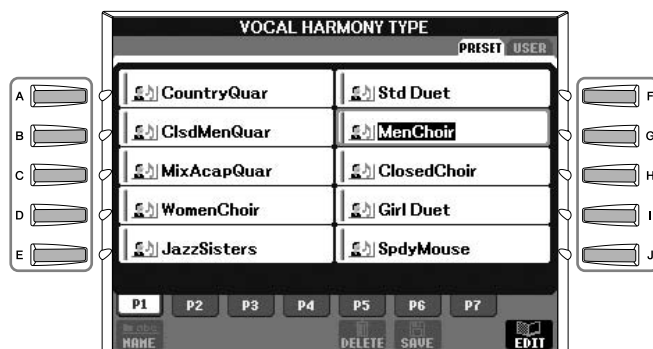 VOCAL HARMONY TYPE
PRESET USER
A CountryQuar Std Duet F
B ClsdMenQuar MenChoir G
C MixAcapQuar ClosedChoir H
D WomenChoir Girl Duet I
E JazzSisters SpdyMouse J
P1 P2 P3 P4 P5 P6 P7
NAME DELETE SAVE EDIT